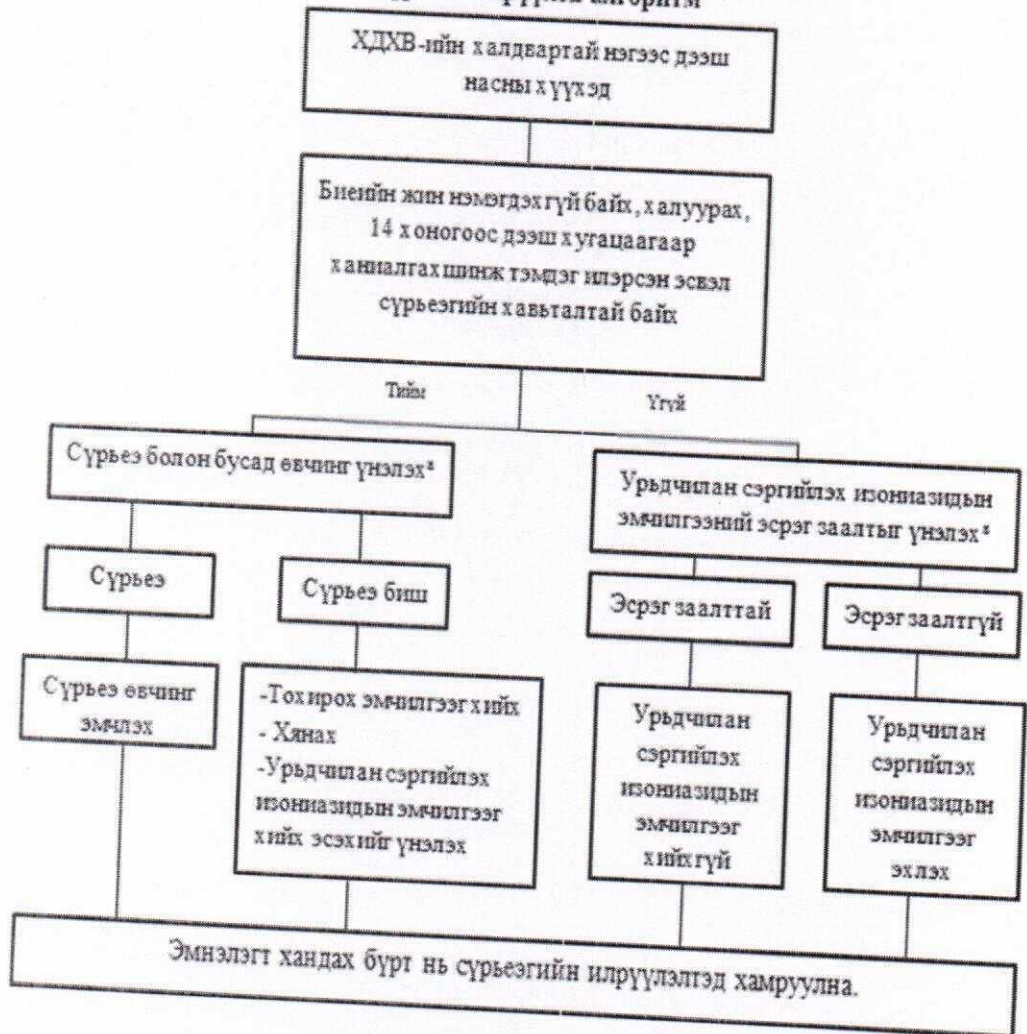 алгоритм
ХДХВ-ийн халдвартай нэгээс дээш
насны хүүхэд
Биеийн жин нэмэгдэхгүй байх, халуурах,
14 хоногоос дээш хугацаагаар
ханиалгах шинж тэмдэг илэрсэн эсвэл
сүрьеэгийн хавьталтай байх
Тийм
Үгүй
Сүрьеэ болон бусад өвчинг үнэлэх
Урьдчилан сэргийлэх изониазидын
эмчилгээний эсрэг заалтыг үнэлэх
Сүрьеэ
Сүрьеэ биш
Эсрэг заалттай
Эсрэг заалтгүй
Сүрьеэ өвчинг
эмчлэх
-Тохирох эмчилгээг хийх
- Хянах
-Урьдчилан сэргийлэх
изониазидын эмчилгээг
хийх эсэхийг үнэлэх
Урьдчилан
сэргийлэх
изониазидын
эмчилгээг
хийхгүй
Урьдчилан
сэргийлэх
изониазидын
эмчилгээг
эхлэх
Эмнэлэгт хандах бүрт нь сүрьеэгийн илрүүлэлтэд хамруулна.